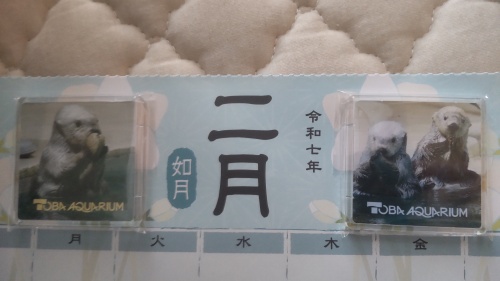 二月
如月
令和七年
TOBA AQUARIUM
TOBA AQUARIUM
月 火 水 木 金